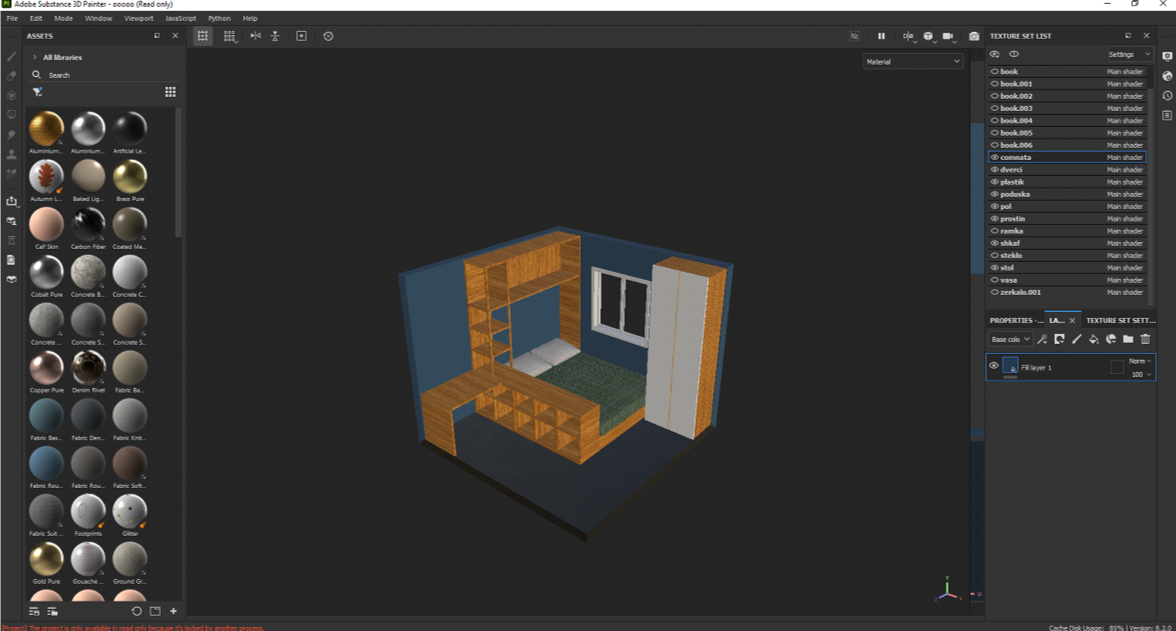 Adobe Substance 3D Painter - ooooo (Read only)
File Edit Mode Window Viewport JavaScript Python Help
ASSETS
All libraries
Search
Aluminium... Aluminium... Artificial Le...
Autumn L... Baked Lig... Brass Pure
Calf Skin Carbon Fiber Coated Me...
Cobalt Pure Concrete B... Concrete C...
Concrete ... Concrete S... Concrete S...
Copper Pure Denim Rivet Fabric Ba...
Fabric Bas... Fabric Den... Fabric Knit...
Fabric Rou... Fabric Rou... Fabric Soft...
Fabric Suit ... Footprints Glitter
Gold Pure Gouache ... Ground Gr...
Material
TEXTURE SET LIST
Settings
book Main shader
book.001 Main shader
book.002 Main shader
book.003 Main shader
book.004 Main shader
book.005 Main shader
book.006 Main shader
comnata Main shader
dverci Main shader
plastik Main shader
poduska Main shader
pol Main shader
prostin Main shader
ramka Main shader
shkaf Main shader
steklo Main shader
stol Main shader
vasa Main shader
zerkalo.001 Main shader
PROPERTIES -... LA... TEXTURE SET SETT...
Base colo
Fill layer 1
Norm
100
Y
[Project] The project is only available in read only because it's locked by another process.
Cache Disk Usage: 85% | Version: 8.2.0